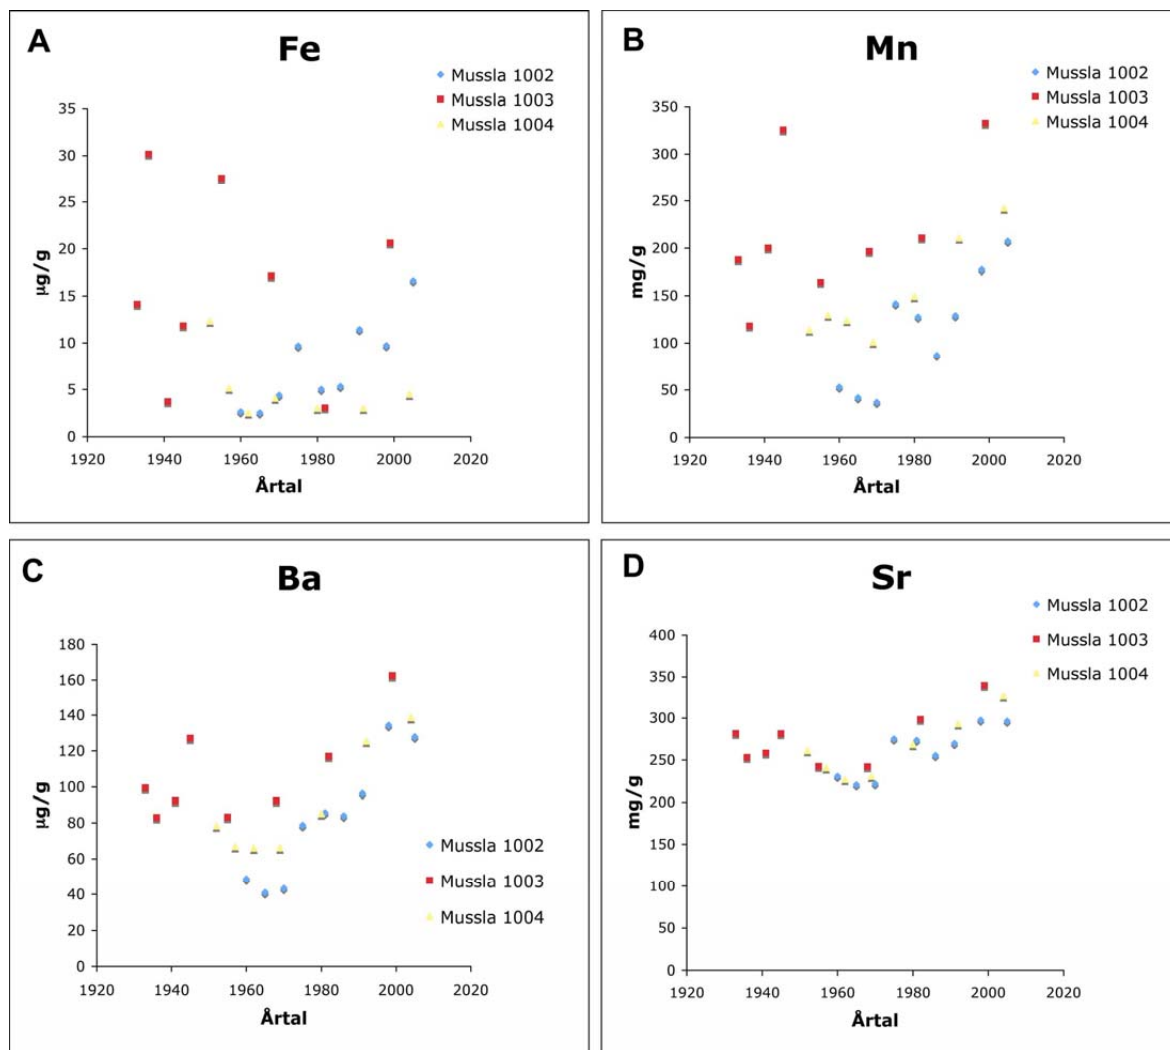 A
Fe
Mussla 1002
Mussla 1003
Mussla 1004
35
30
25
20
15
10
5
0
µg/g
1920 1940 1960 1980 2000 2020
Årtal
B
Mn
Mussla 1002
Mussla 1003
Mussla 1004
350
300
250
200
150
100
50
0
mg/g
1920 1940 1960 1980 2000 2020
Årtal
C
Ba
180
160
140
120
100
80
60
40
20
0
µg/g
Mussla 1002
Mussla 1003
Mussla 1004
1920 1940 1960 1980 2000 2020
Årtal
D
Sr
Mussla 1002
Mussla 1003
Mussla 1004
400
350
300
250
200
150
100
50
0
mg/g
1920 1940 1960 1980 2000 2020
Årtal